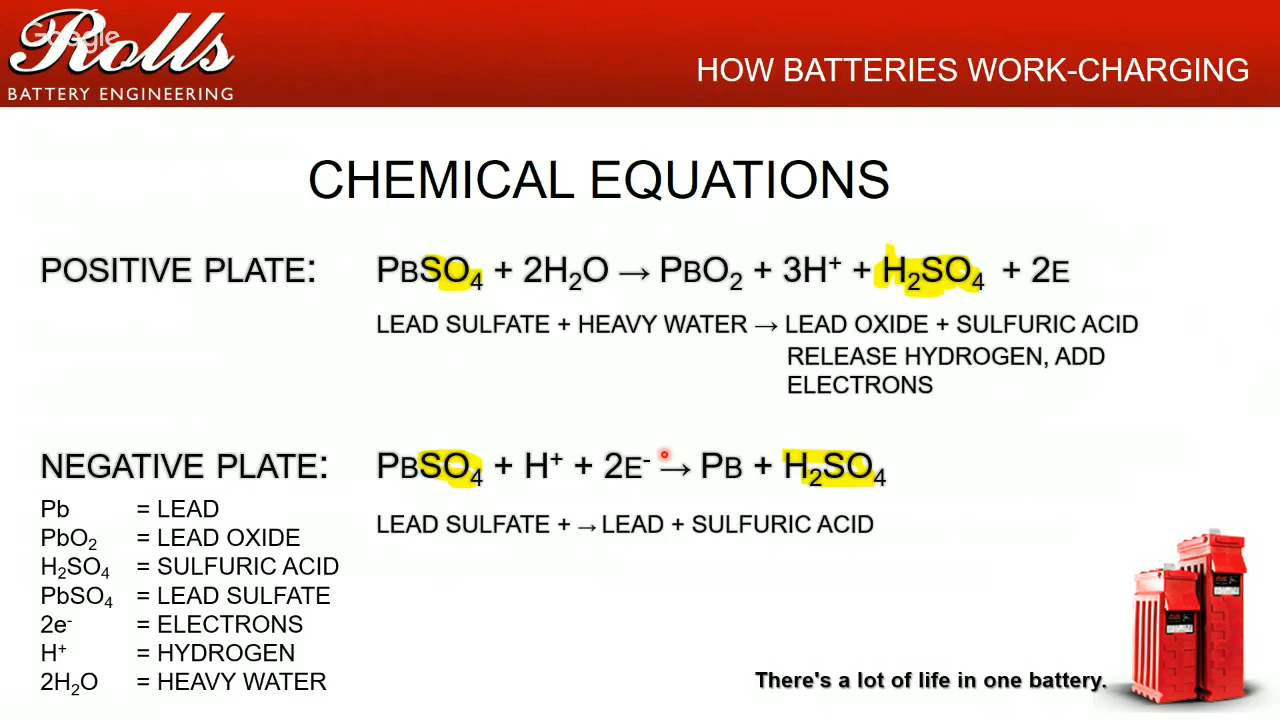 Google
Rolls
BATTERY ENGINEERING
HOW BATTERIES WORK-CHARGING
CHEMICAL EQUATIONS
POSITIVE PLATE: PBSO₄ + 2H₂O → PBO₂ + 3H⁺ + H₂SO₄ + 2E
LEAD SULFATE + HEAVY WATER → LEAD OXIDE + SULFURIC ACID
RELEASE HYDROGEN, ADD
ELECTRONS
NEGATIVE PLATE: PBSO₄ + H⁺ + 2E⁻ → PB + H₂SO₄
LEAD SULFATE + → LEAD + SULFURIC ACID
Pb = LEAD
PbO₂ = LEAD OXIDE
H₂SO₄ = SULFURIC ACID
PbSO₄ = LEAD SULFATE
2e⁻ = ELECTRONS
H⁺ = HYDROGEN
2H₂O = HEAVY WATER
There's a lot of life in one battery.